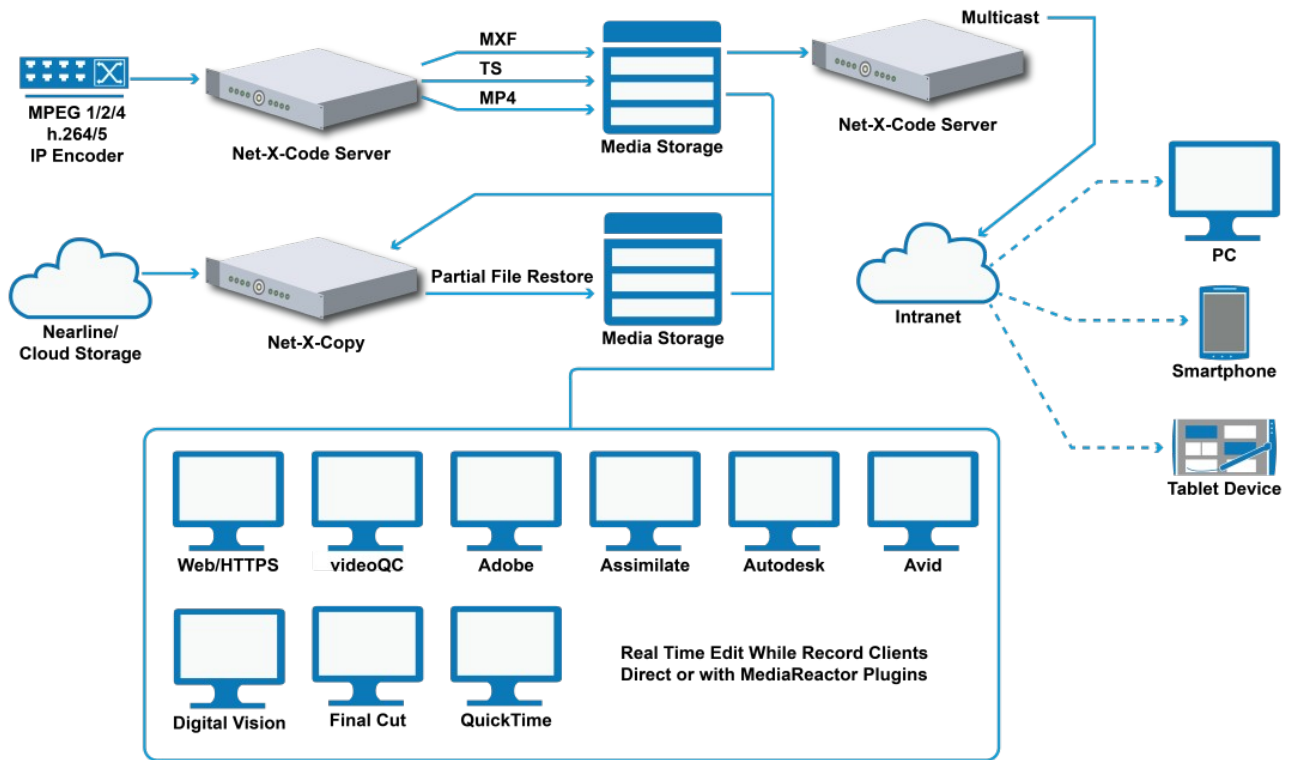 Multicast
MXF
TS
MP4
MPEG 1/2/4
h.264/5
IP Encoder
Net-X-Code Server
Media Storage
Net-X-Code Server
PC
Nearline/
Cloud Storage
Net-X-Copy
Partial File Restore
Media Storage
Intranet
Smartphone
Tablet Device
Web/HTTPS
videoQC
Adobe
Assimilate
Autodesk
Avid
Digital Vision
Final Cut
QuickTime
Real Time Edit While Record Clients
Direct or with MediaReactor Plugins